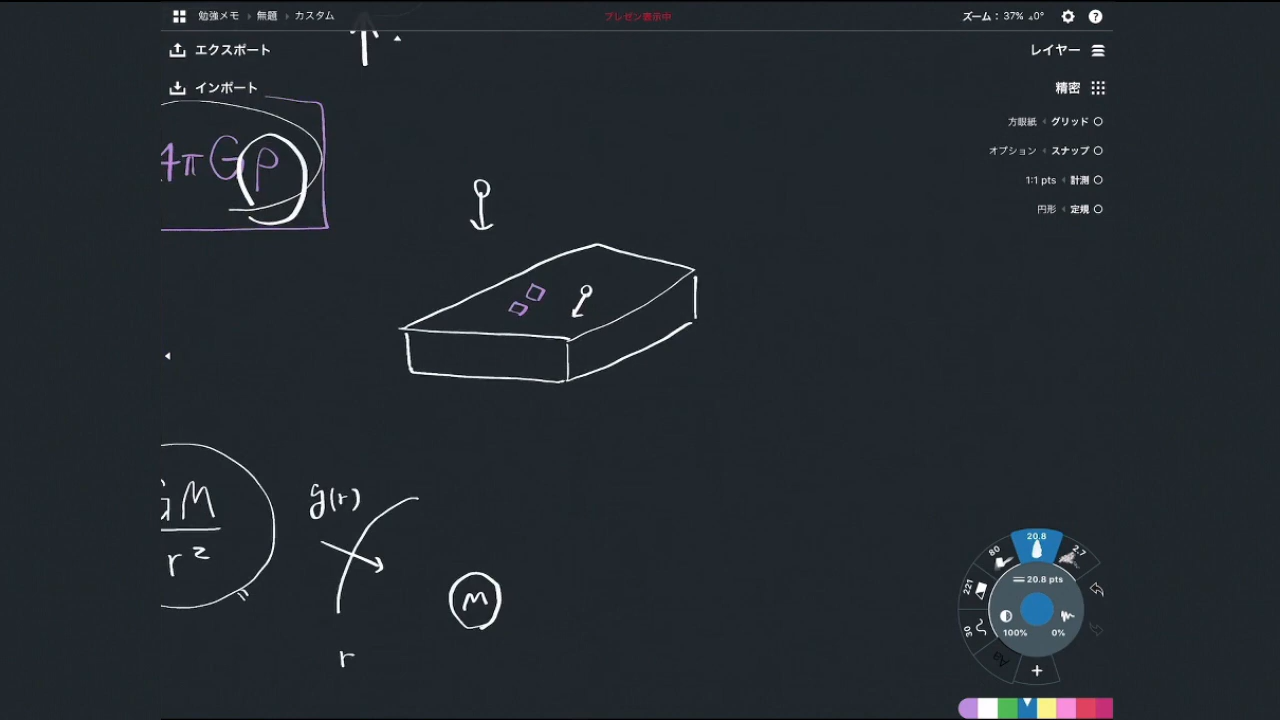 勉強メモ 無題 カスタム
プレゼン表示中
ズーム: 37% ⊿0°
エクスポート
レイヤー
インポート
精密
方眼紙 グリッド
オプション スナップ
1:1 pts 計測
円形 定規
4πGρ
GM
r²
g(r)
M
r
20.8
80
2.7
221
20.8 pts
30
100% 0%
Aa